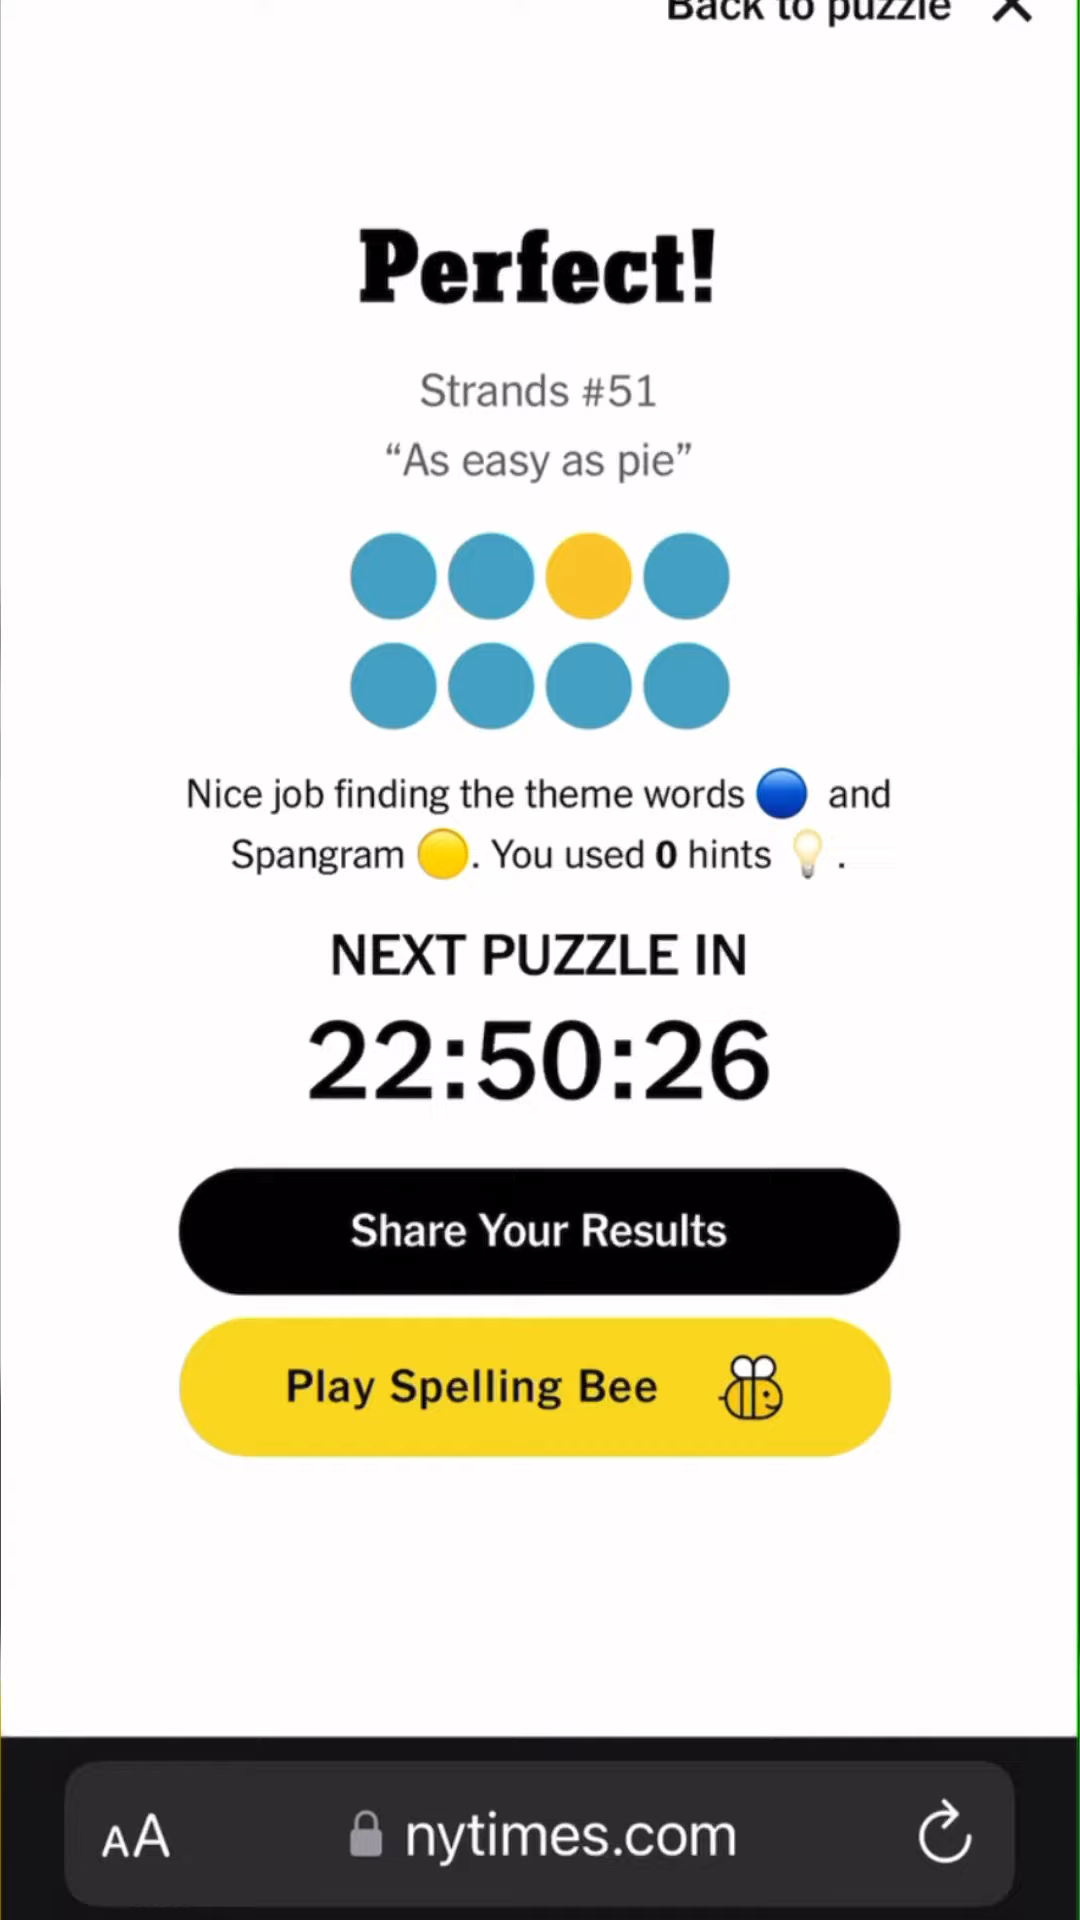 Back to puzzle
Perfect!
Strands #51
“As easy as pie”
Nice job finding the theme words and
Spangram . You used 0 hints .
NEXT PUZZLE IN
22:50:26
Share Your Results
Play Spelling Bee
AA nytimes.com